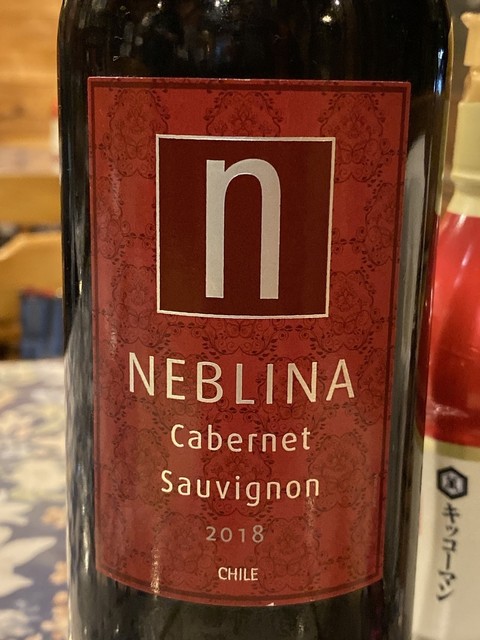 n
NEBLINA
Cabernet
Sauvignon
2018
CHILE
キッコーマン